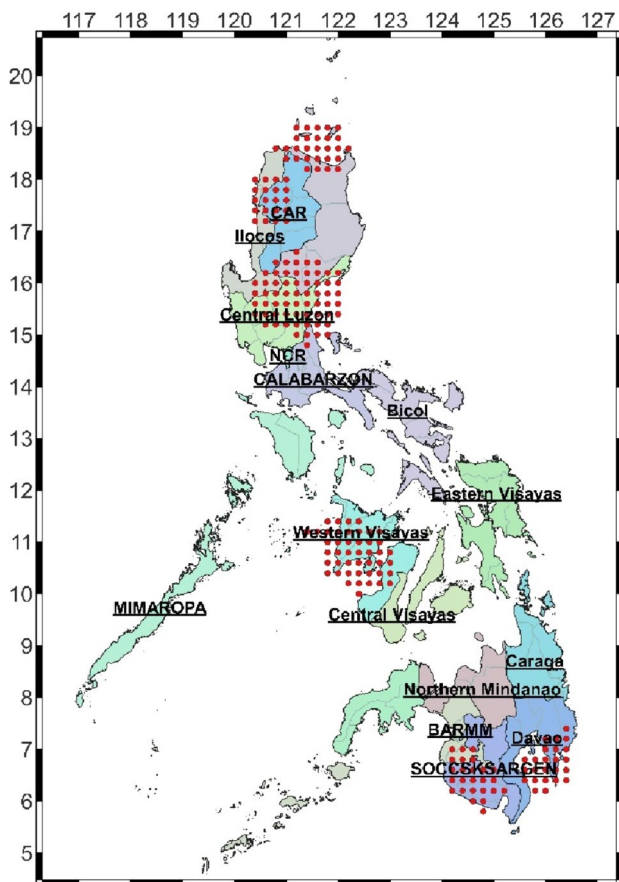 117 118 119 120 121 122 123 124 125 126 127
20
19
18
CAR
17
Ilocos
16
Central Luzon
15
NCR
CALABARZON
14
Bicol
13
12
Eastern Visayas
Western Visayas
11
10
MIMAROPA
Central Visayas
9
Caraga
Northern Mindanao
8
BARMM
Davao
7
SOCCSKSARGEN
6
5